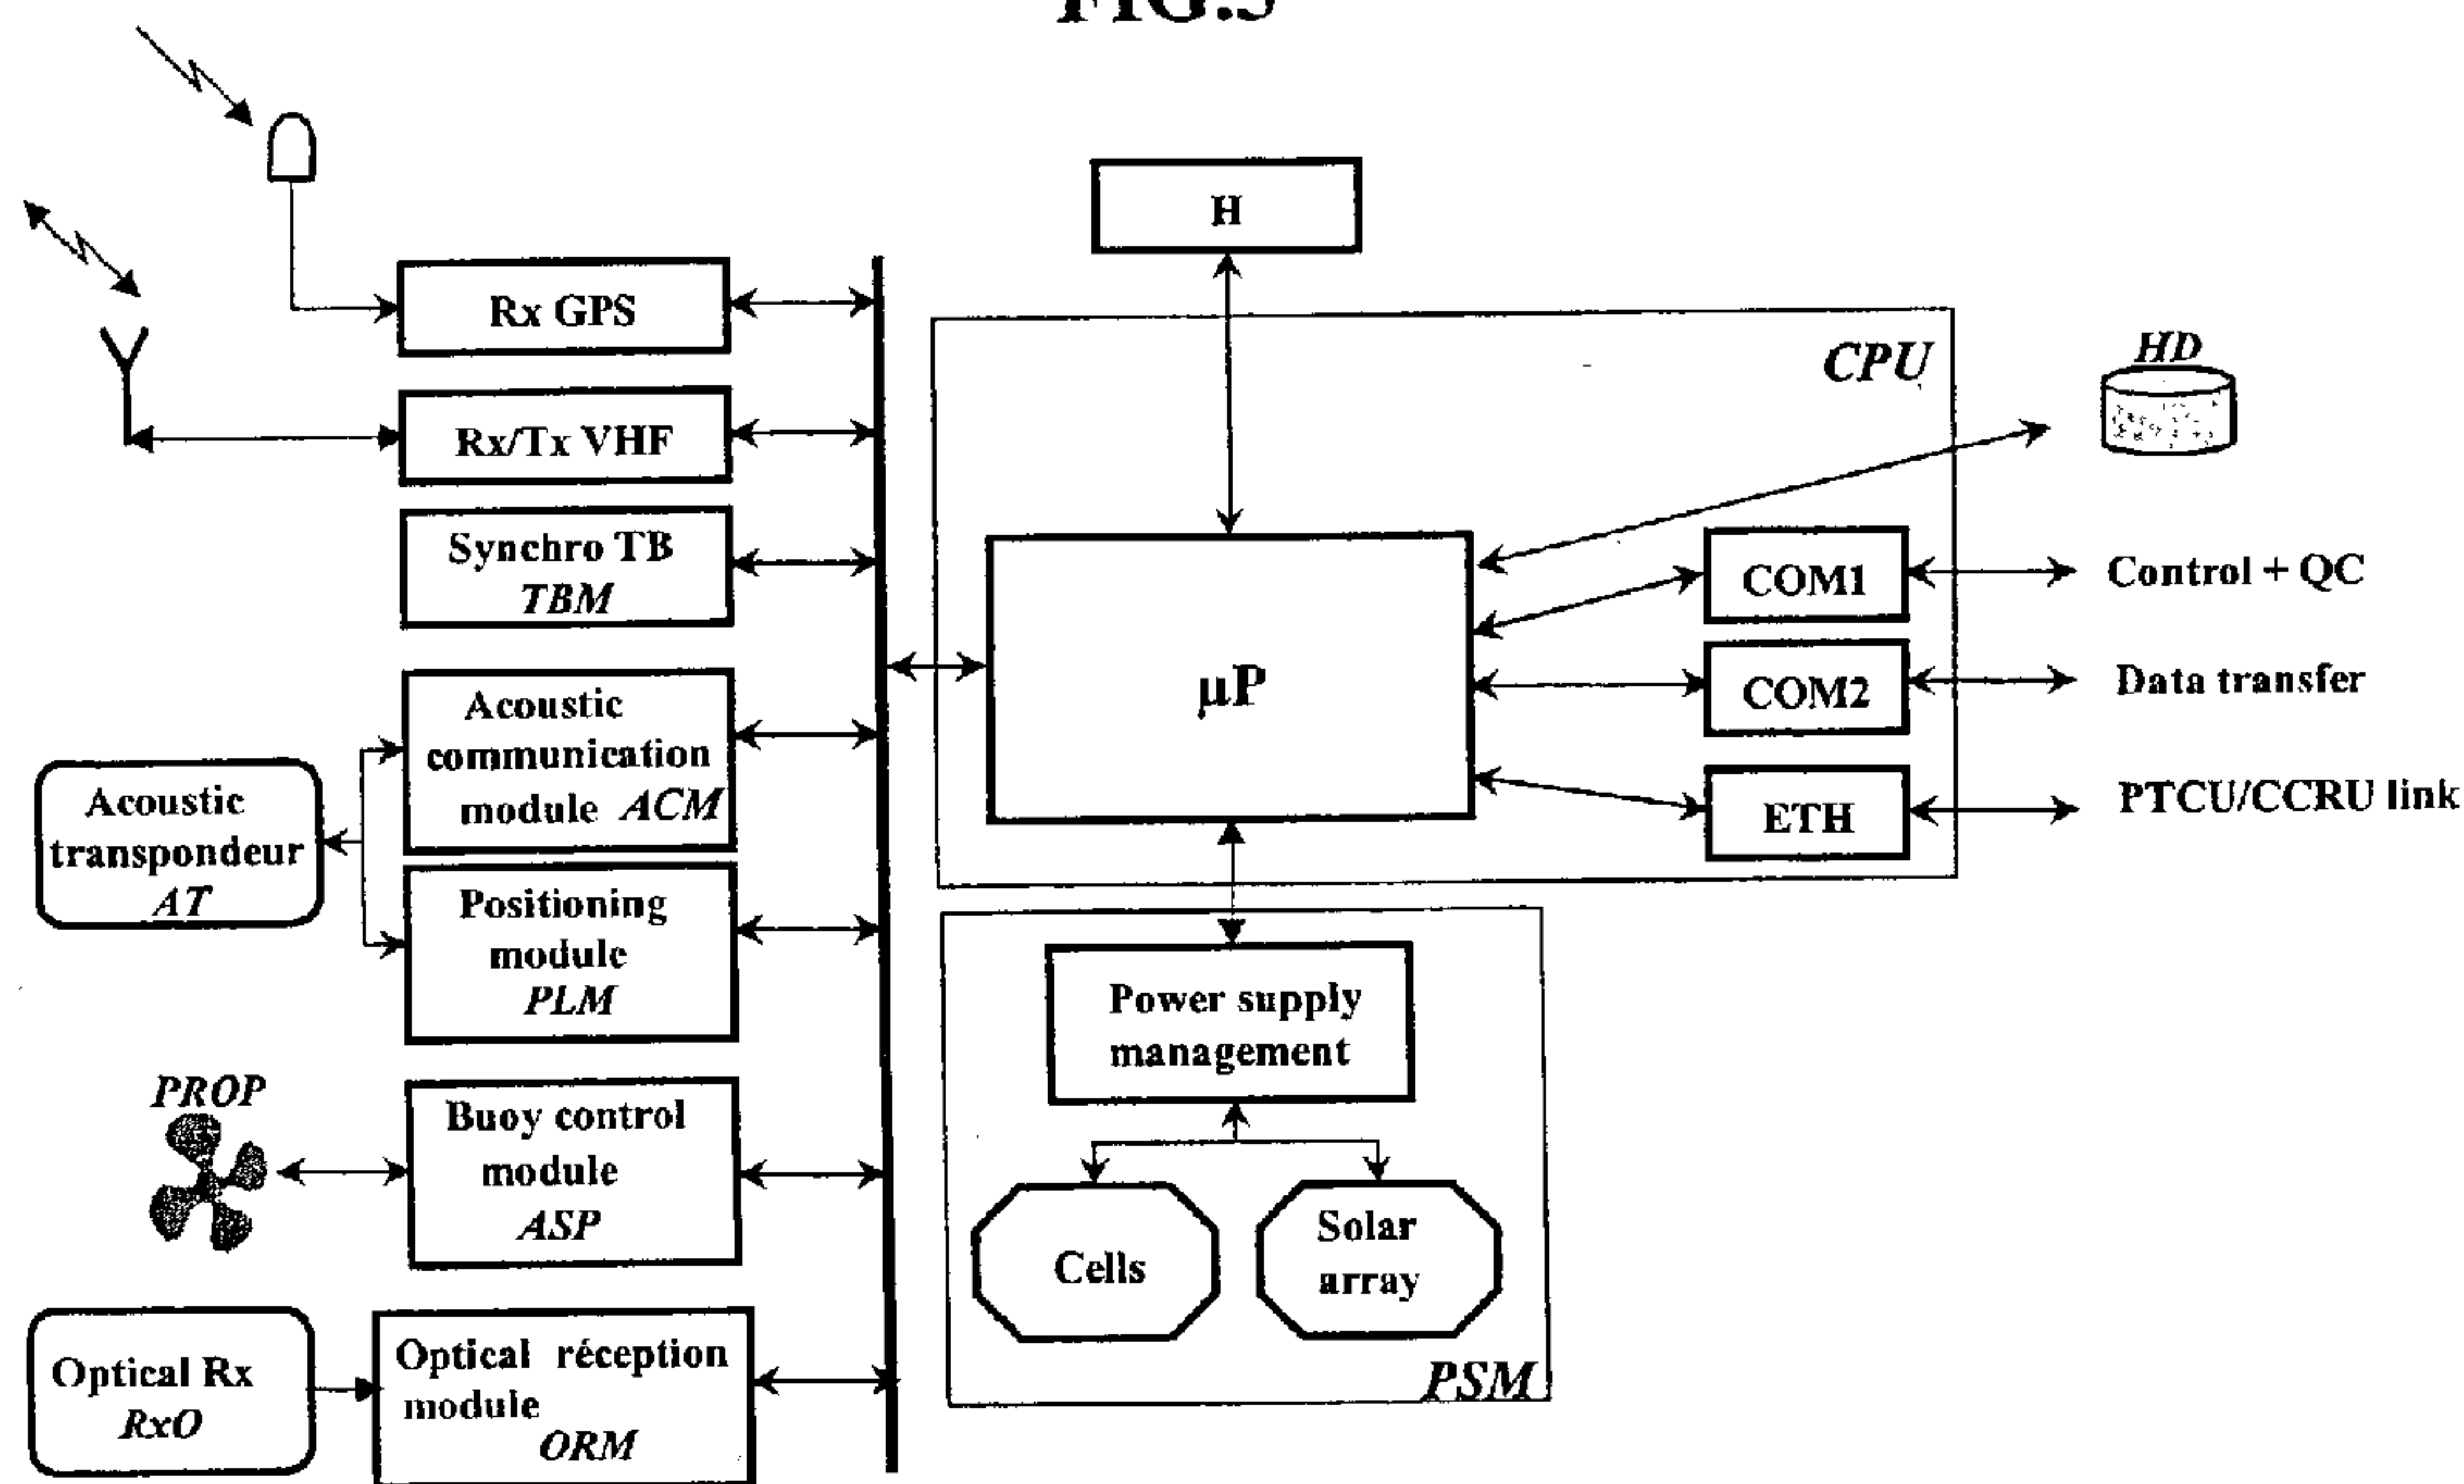 H
Rx GPS
CPU
HD
Rx/Tx VHF
Synchro TB
TBM
COM1
Control + QC
µP
COM2
Data transfer
ETH
PTCU/CCRU link
Acoustic
communication
module ACM
Acoustic
transpondeur
AT
Positioning
module
PLM
Power supply
management
PROP
Buoy control
module
ASP
Cells
Solar
array
PSM
Optical Rx
RxO
Optical réception
module
ORM